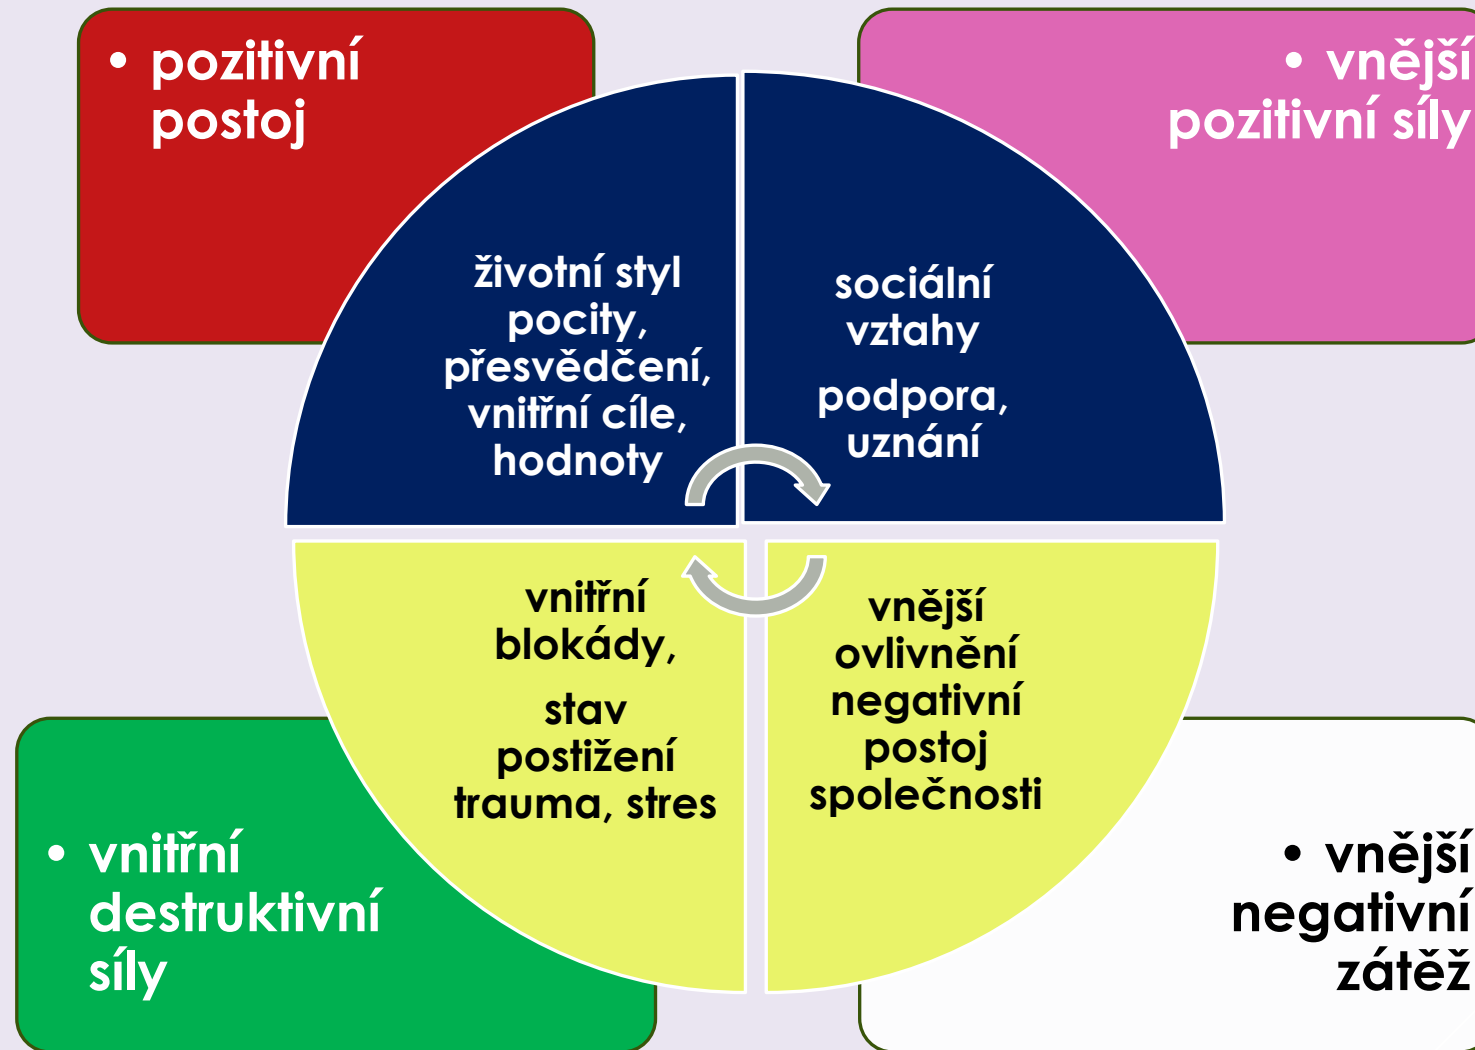 • pozitivní
postoj
• vnější
pozitivní síly
životní styl
pocity,
přesvědčení,
vnitřní cíle,
hodnoty
sociální
vztahy
podpora,
uznání
vnitřní
blokády,
stav
postižení
trauma, stres
vnější
ovlivnění
negativní
postoj
společnosti
• vnitřní
destruktivní
síly
• vnější
negativní
zátěž